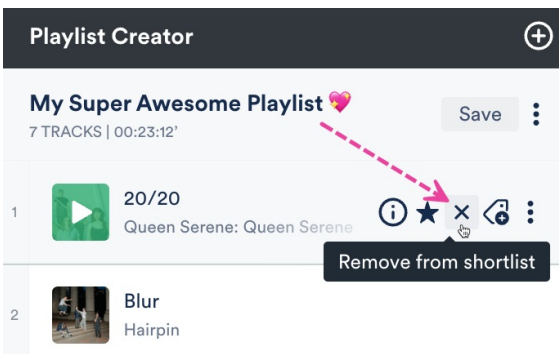 Playlist Creator
My Super Awesome Playlist 💖
Save
7 TRACKS | 00:23:12’
1
20/20
Queen Serene: Queen Serene
Remove from shortlist
2
Blur
Hairpin